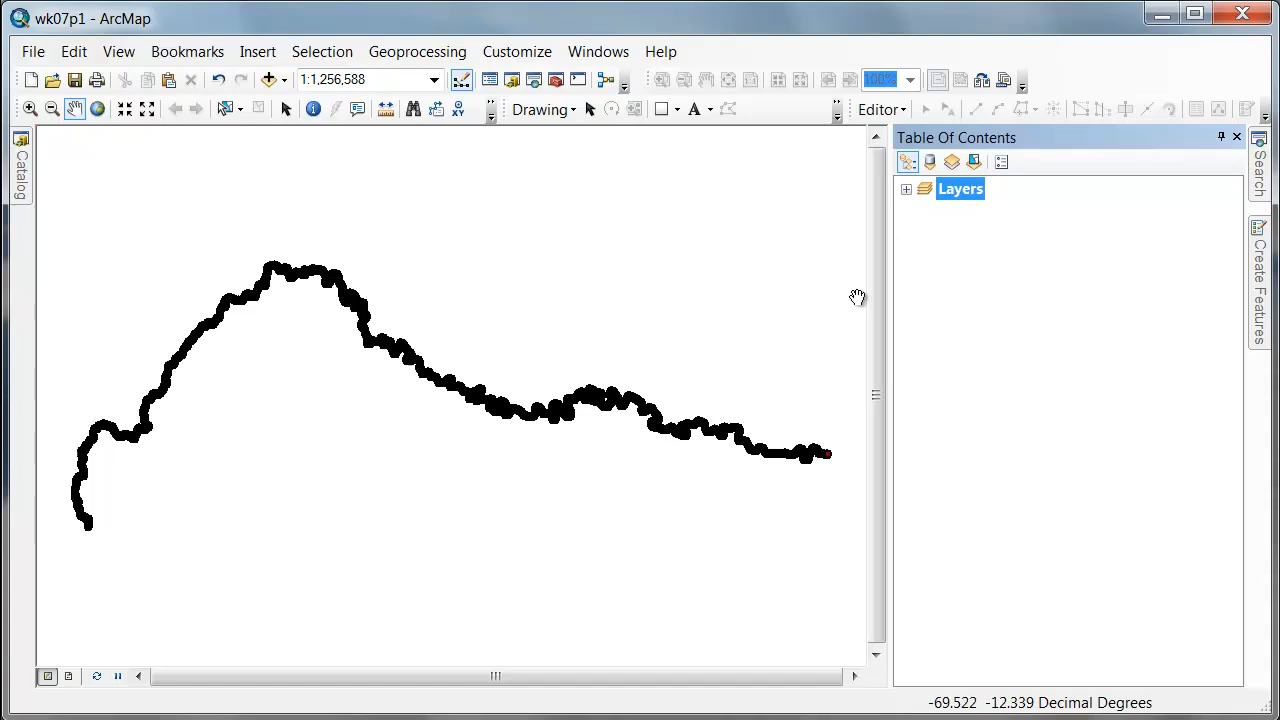 wk07p1 - ArcMap
File Edit View Bookmarks Insert Selection Geoprocessing Customize Windows Help
1:1,256,588
100%
Drawing
A
Editor
Catalog
Table Of Contents
Layers
Search
Create Features
-69.522 -12.339 Decimal Degrees